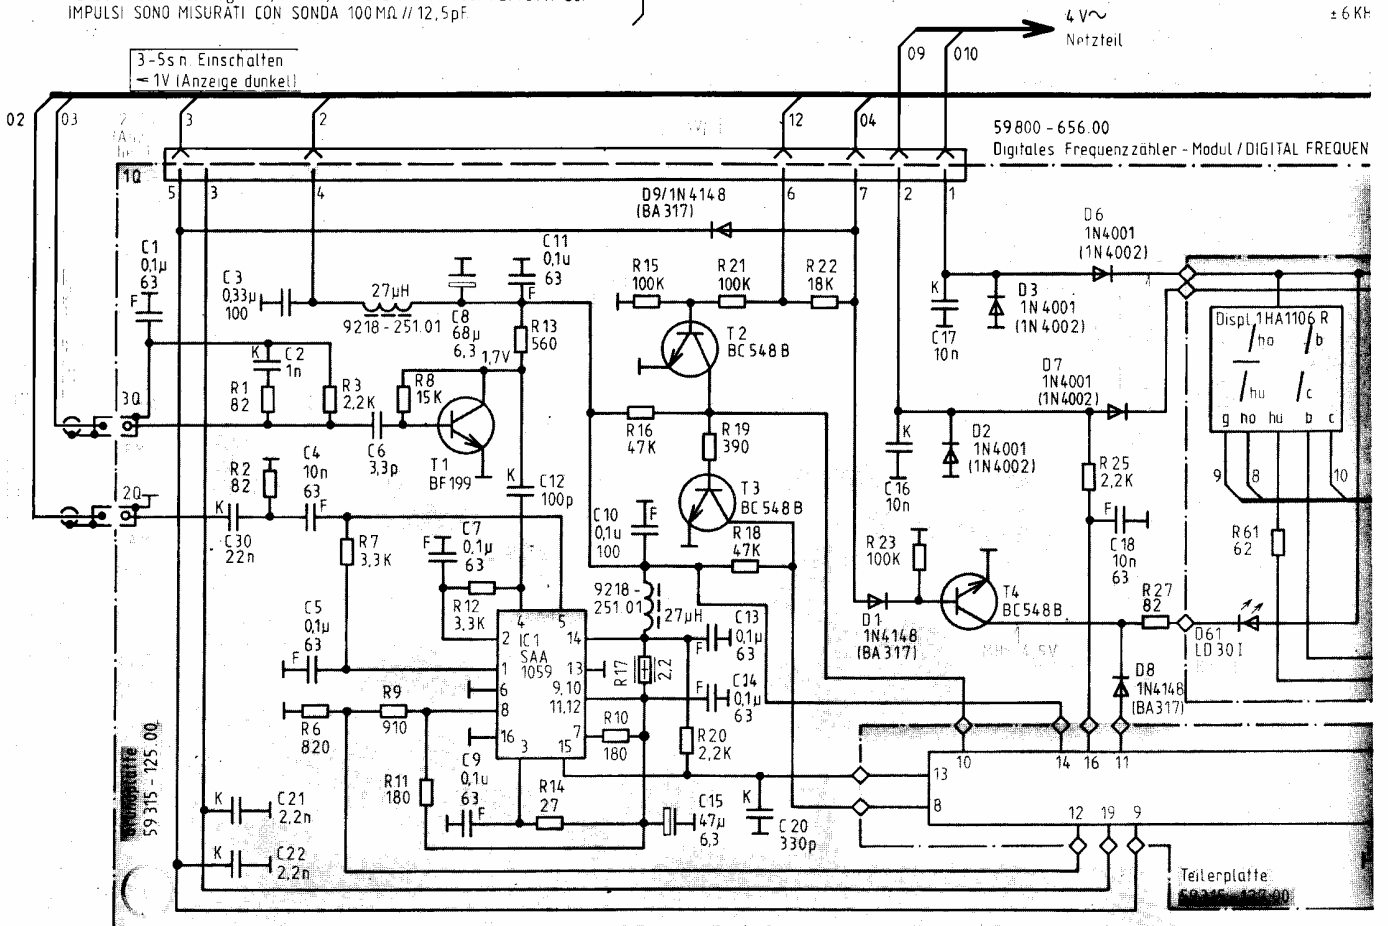 IMPULSI SONO MISURATI CON SONDA 100MΩ // 12,5pF.
3-5s n. Einschalten
≈ 1V (Anzeige dunkel)
4 V~
Netzteil
± 6 KH
02
03
3
2
12
04
09
010
59800 - 656.00
Digitales Frequenzzähler - Modul / DIGITAL FREQUEN
1Q
5
3
4
6
7
2
1
D9/1N4148
(BA317)
D6
1N4001
(1N4002)
C1
0,1µ
63
F
C3
0,33µ
100
27µH
9218-251.01
C8
68µ
6,3
C11
0,1u
63
F
R13
560
1,7V
R15
100K
R21
100K
R22
18K
T2
BC548B
K
C17
10n
D3
1N4001
(1N4002)
D7
1N4001
(1N4002)
Displ. 1HA1106 R
ho
b
hu
c
g ho hu b c
9
8
10
K
C2
1n
R1
82
R3
2,2K
R8
15K
3Q
C6
3,3p
T1
BF199
R16
47K
R19
390
K
C16
10n
D2
1N4001
(1N4002)
R25
2,2K
R2
82
C4
10n
63
F
2Q
K
C30
22n
R7
3,3K
K
C12
100p
T3
BC548B
R18
47K
F
C10
0,1u
100
F
C7
0,1µ
63
R12
3,3K
R23
100K
F
C18
10n
63
R61
62
9218-
251.01
27µH
T4
BC548B
D1
1N4148
(BA317)
R27
82
D61
LD30I
D8
1N4148
(BA317)
C5
0,1µ
63
F
IC1
SAA
1059
4
5
2
14
1
13
6
9,10
8
11,12
16
7
3
15
R17
2,2
F
C13
0,1µ
63
F
C14
0,1µ
63
R6
820
R9
910
R10
180
R20
2,2K
R11
180
C9
0,1u
63
F
R14
27
C15
47µ
6,3
K
C20
330p
K
C21
2,2n
K
C22
2,2n
10
14
16
11
13
8
12
19
9
Grundplatte
59315-125.00
Teilerplatte